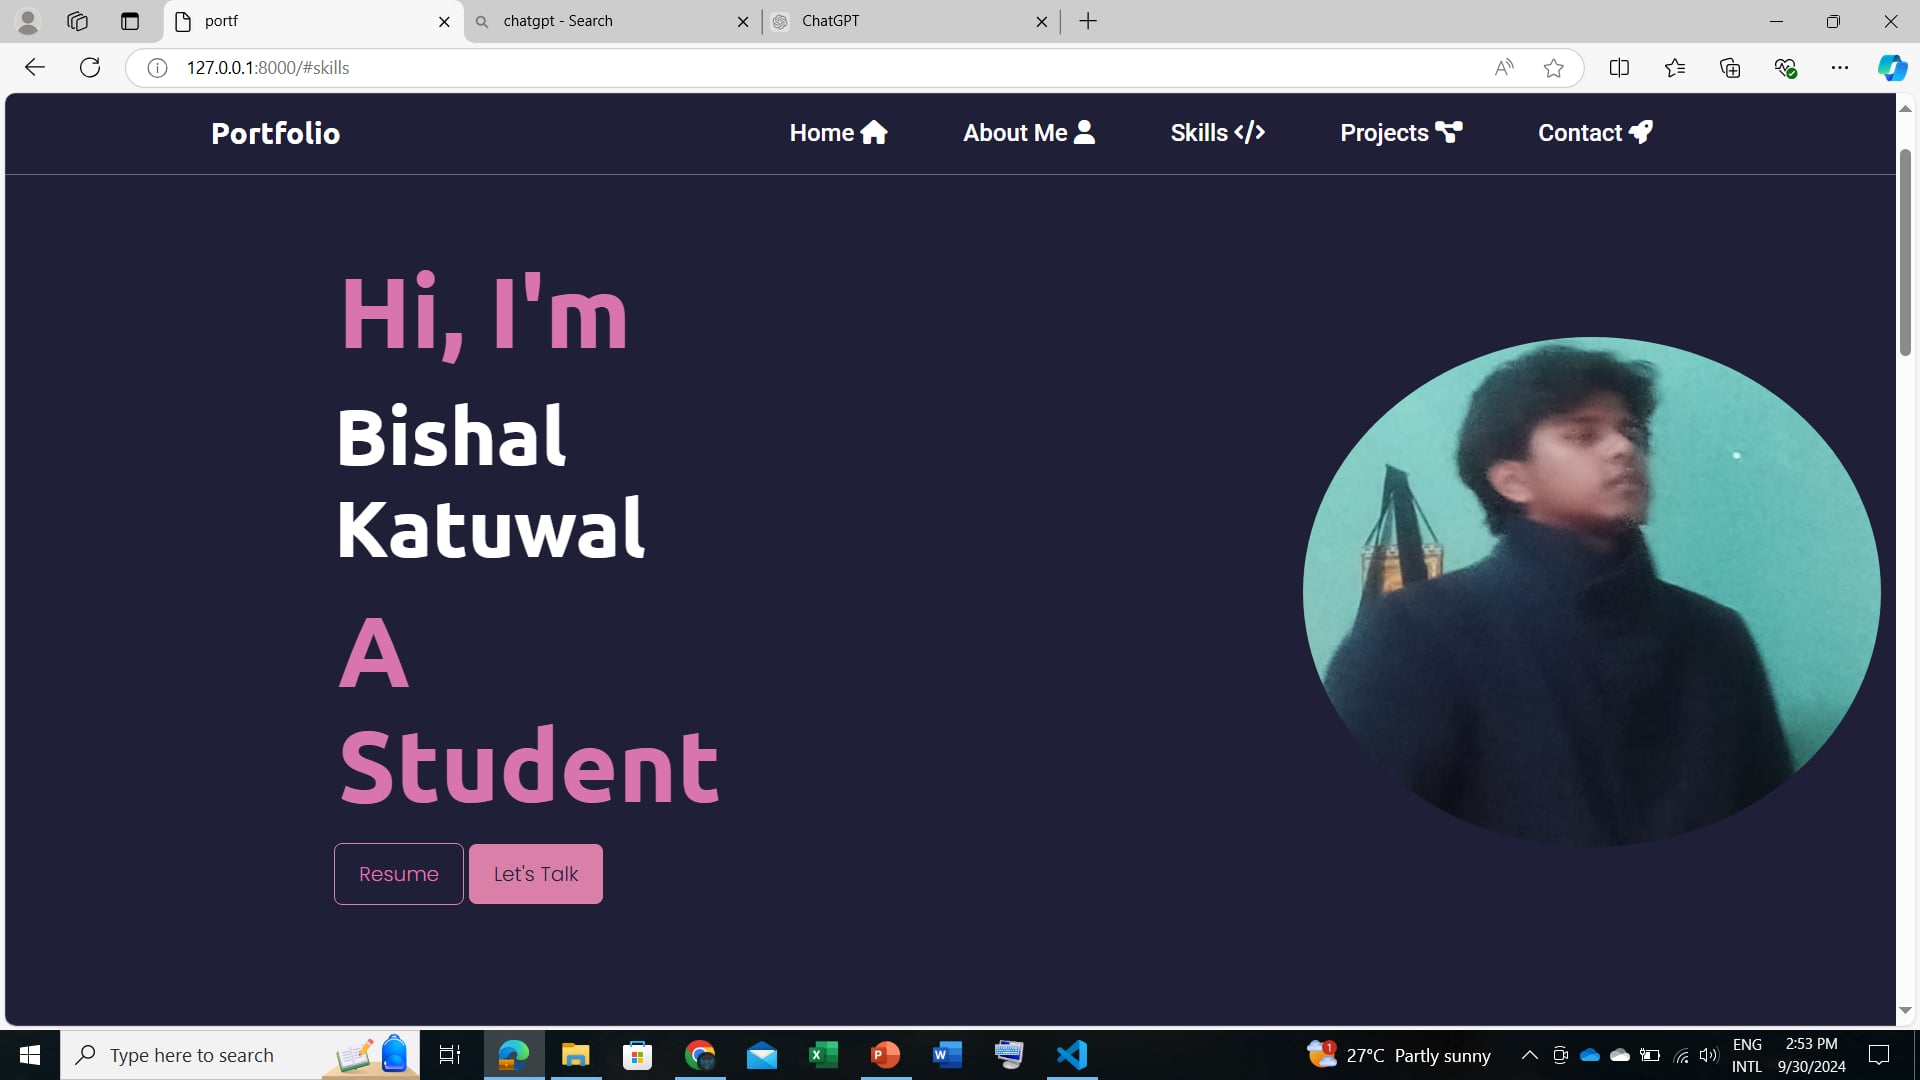 portf
chatgpt - Search
ChatGPT
127.0.0.1:8000/#skills
Portfolio
Home
About Me
Skills
Projects
Contact
Hi, I'm
Bishal
Katuwal
A
Student
Resume
Let's Talk
Type here to search
27°C Partly sunny
ENG
INTL
2:53 PM
9/30/2024